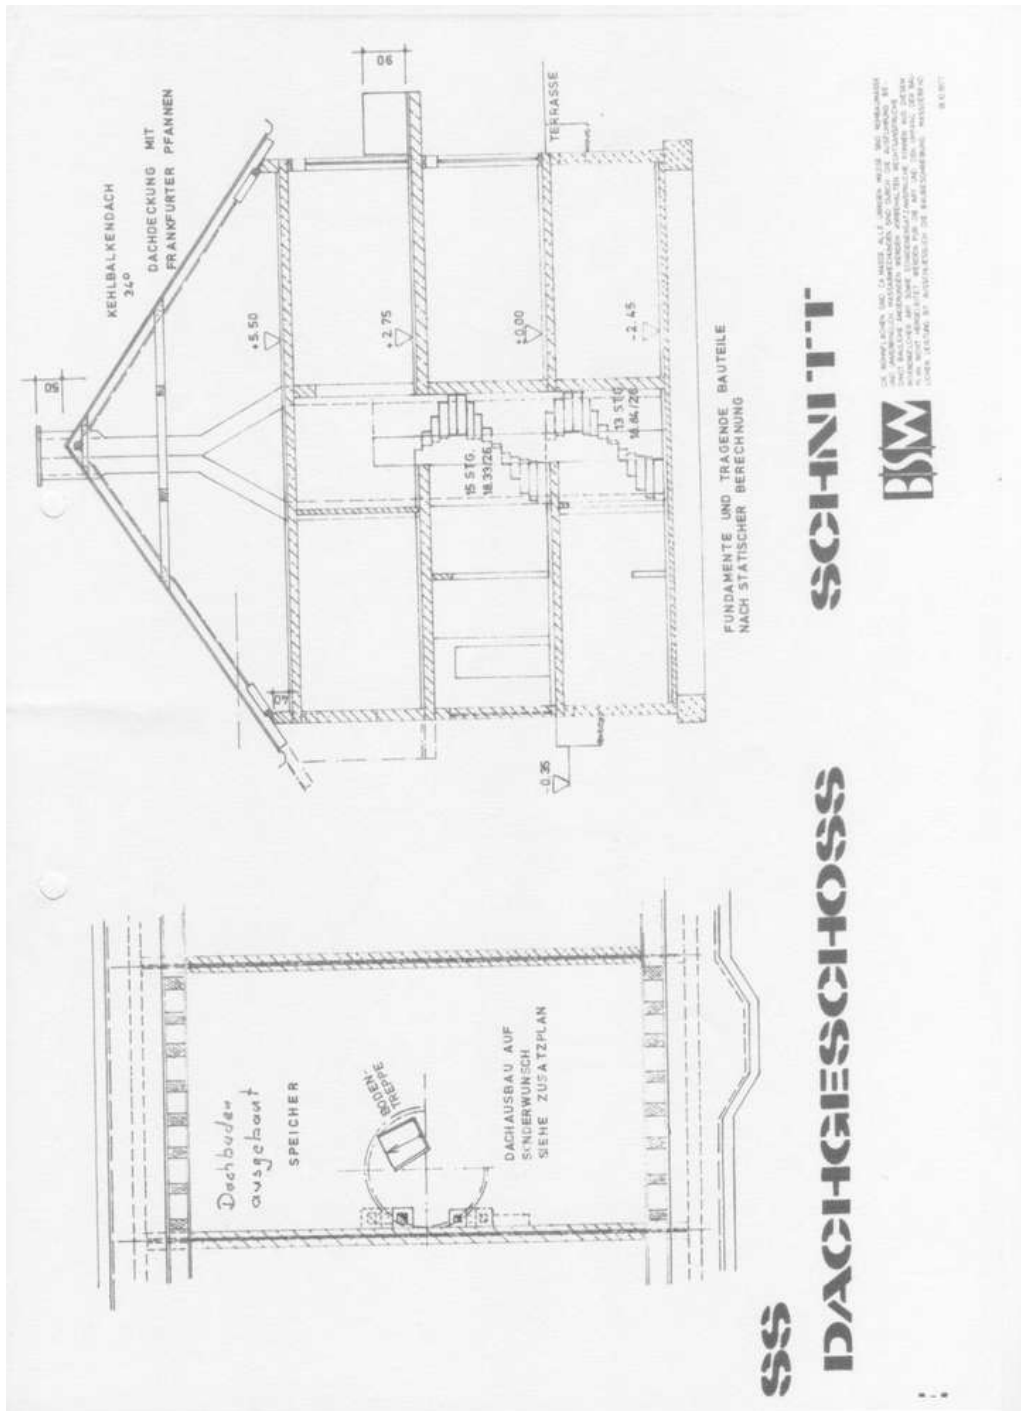 KEHLBALKENDACH
34°
DACHDECKUNG MIT
FRANKFURTER PFANNEN
50
90
TERRASSE
+5.50
+2.75
±0.00
-2.45
40
15 STG.
18.33/26
13 STG.
18.84/26
-0.35
FUNDAMENTE UND TRAGENDE BAUTEILE
NACH STATISCHER BERECHNUNG
SCHNITT
BSW
Dachboden
ausgebaut
SPEICHER
BODEN-
TREPPE
DACHAUSBAU AUF
SONDERWUNSCH
SIEHE ZUSATZPLAN
SS
DACHGESCHOSS